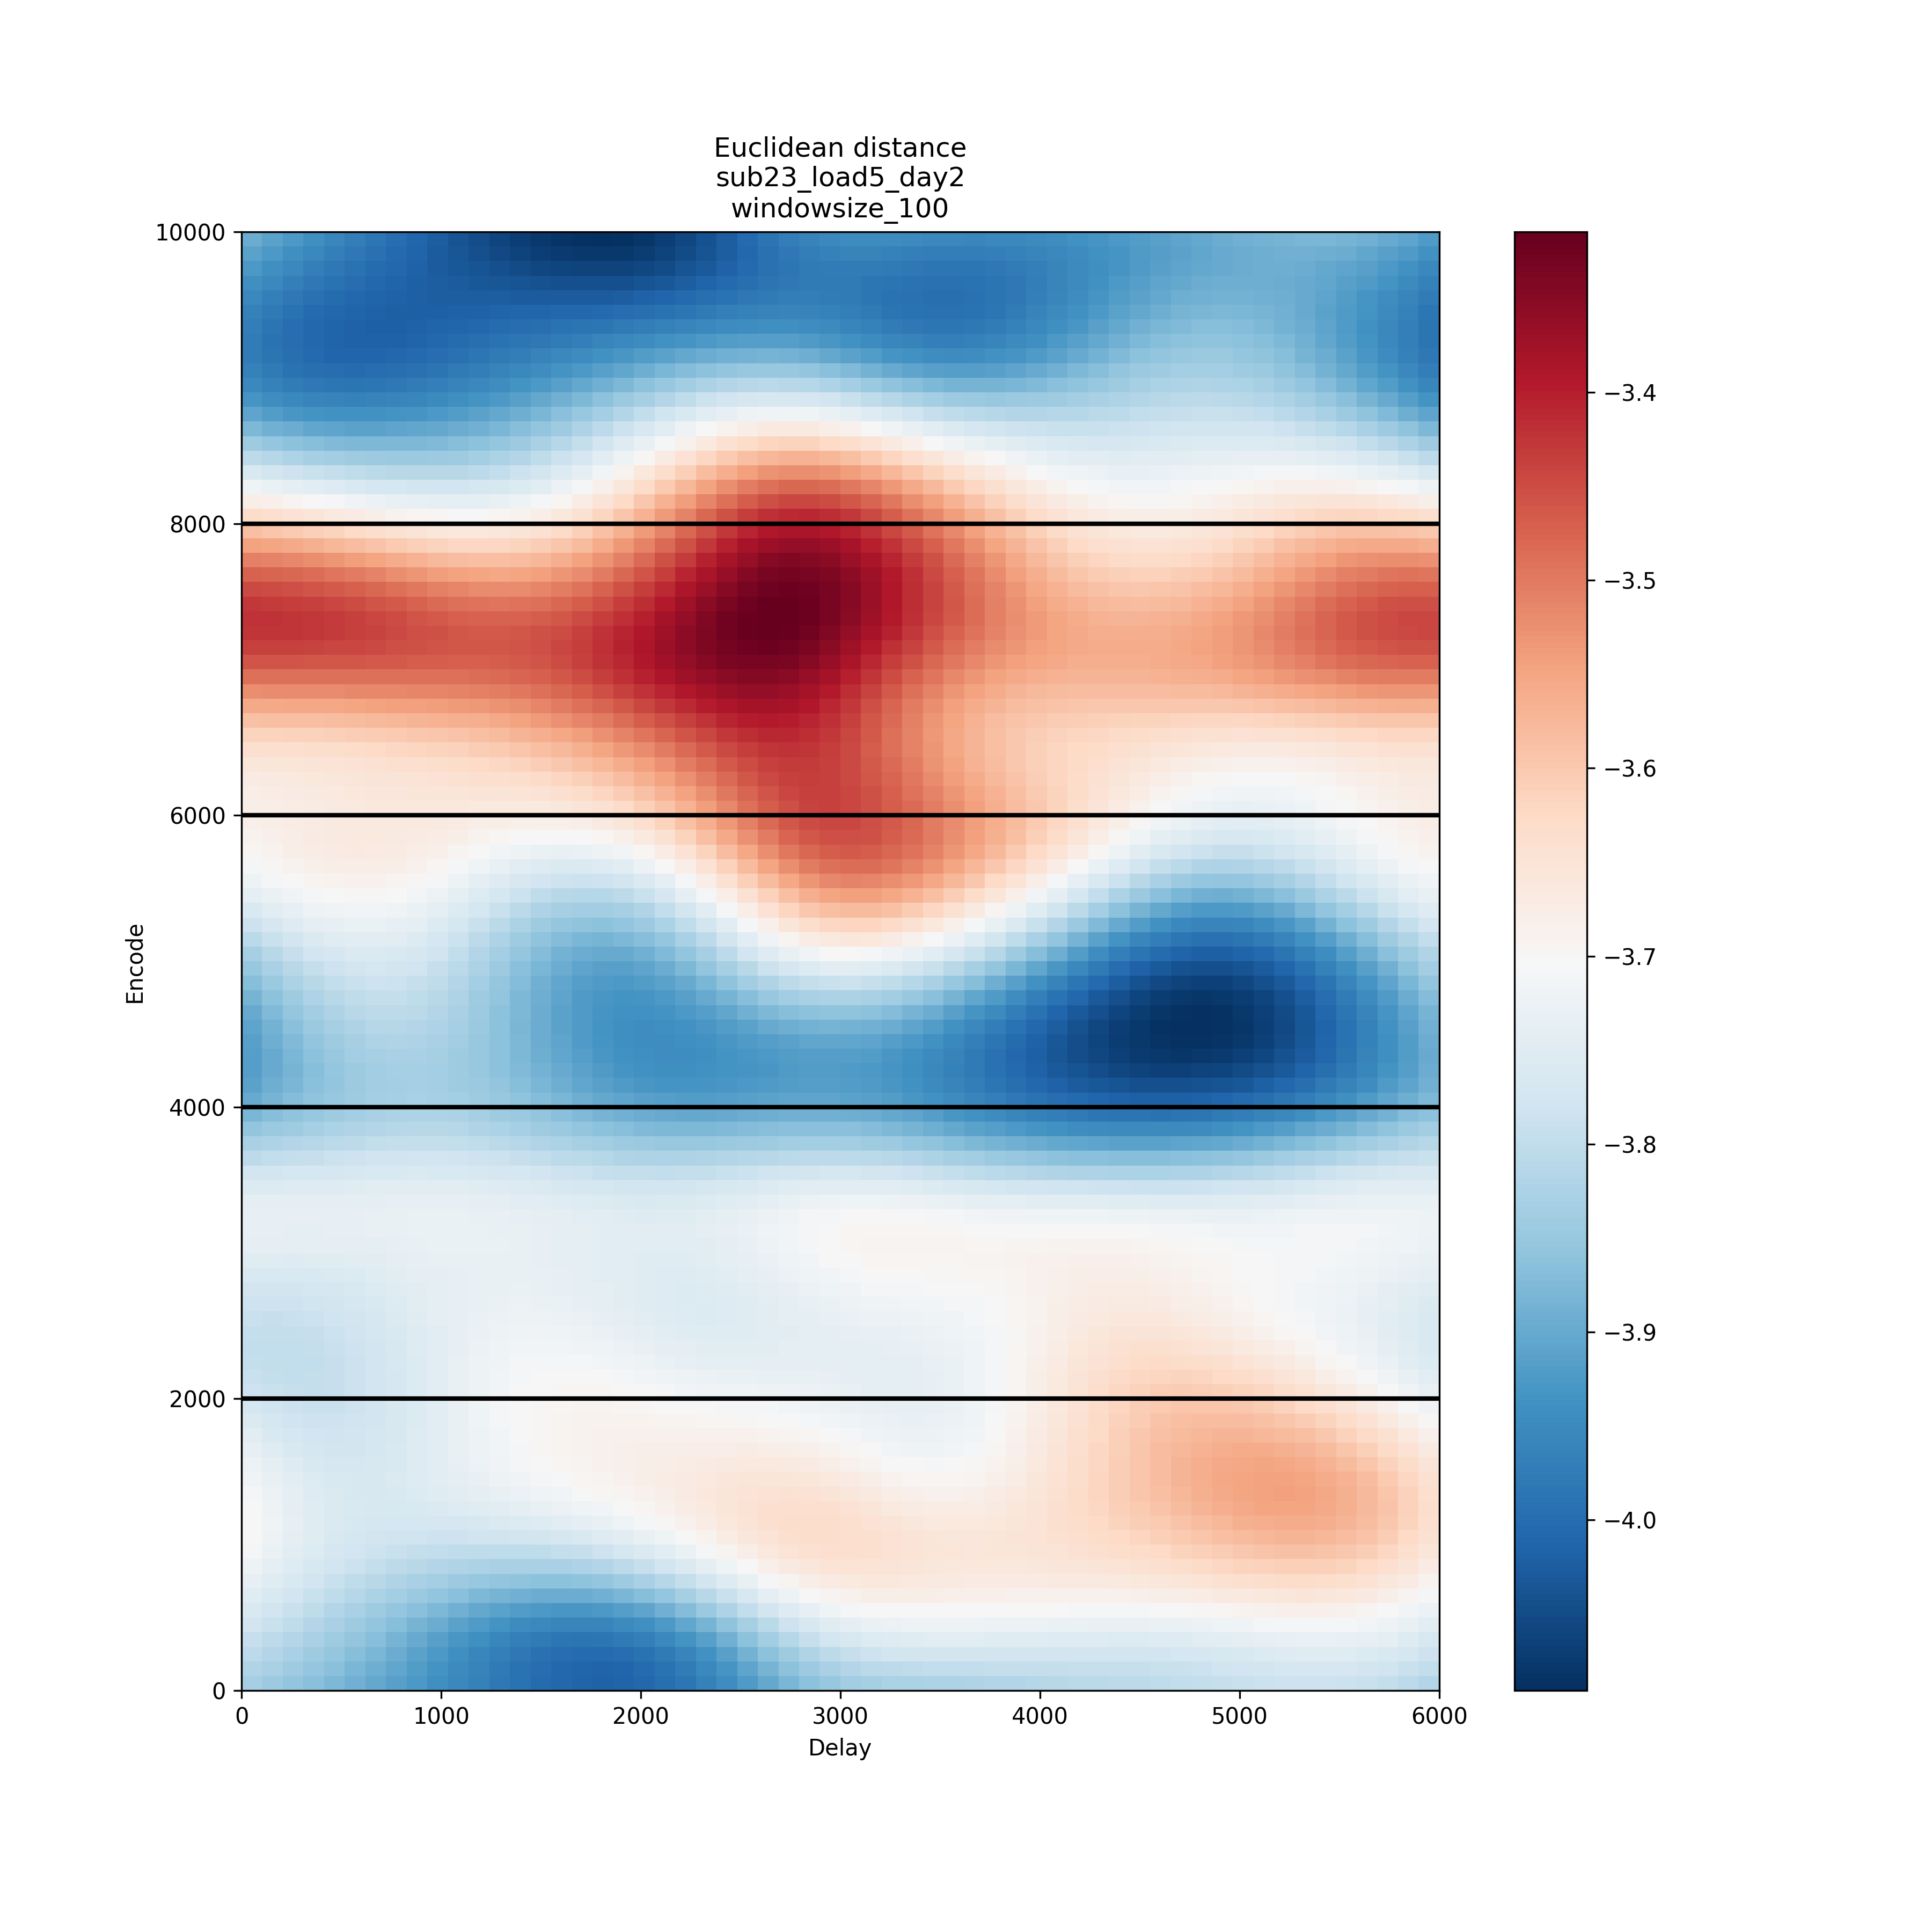 Euclidean distance
sub23_load5_day2
windowsize_100
10000
8000
6000
4000
2000
0
Encode
0 1000 2000 3000 4000 5000 6000
Delay
−3.4
−3.5
−3.6
−3.7
−3.8
−3.9
−4.0